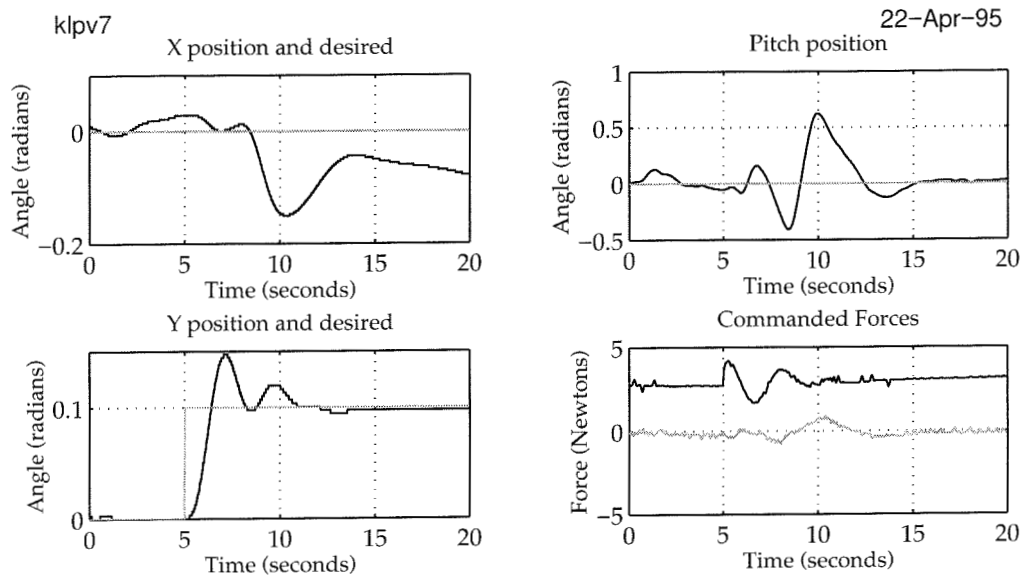 klpv7
22-Apr-95
X position and desired
Angle (radians)
0
-0.2
0 5 10 15 20
Time (seconds)
Pitch position
Angle (radians)
1
0.5
0
-0.5
0 5 10 15 20
Time (seconds)
Y position and desired
Angle (radians)
0.1
0
0 5 10 15 20
Time (seconds)
Commanded Forces
Force (Newtons)
5
0
-5
0 5 10 15 20
Time (seconds)